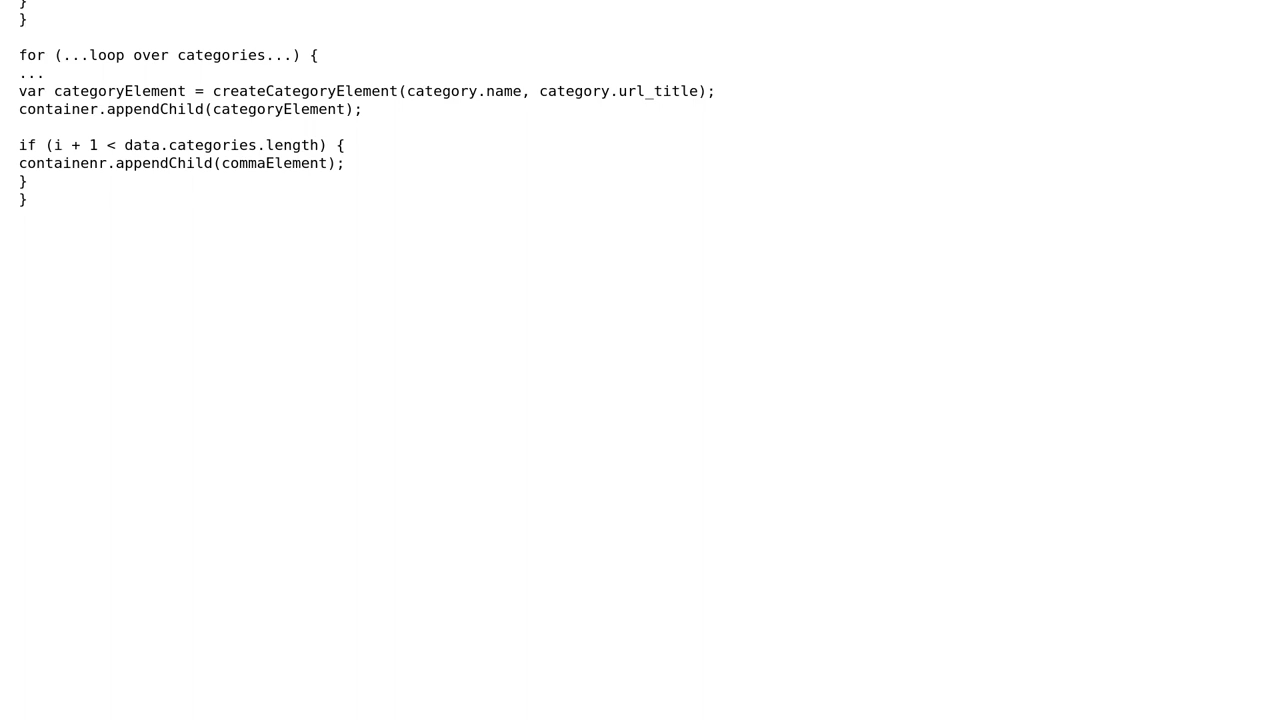 }
}

for (...loop over categories...) {
...
var categoryElement = createCategoryElement(category.name, category.url_title);
container.appendChild(categoryElement);

if (i + 1 < data.categories.length) {
containenr.appendChild(commaElement);
}
}